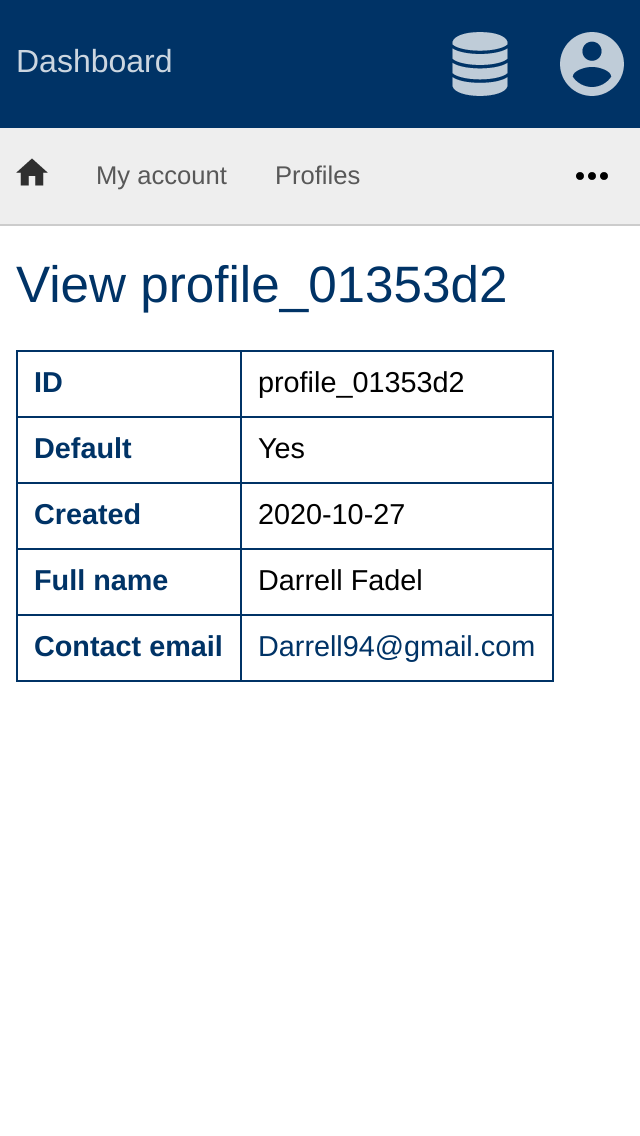 Dashboard
My account Profiles
View profile_01353d2
ID profile_01353d2
Default Yes
Created 2020-10-27
Full name Darrell Fadel
Contact email Darrell94@gmail.com